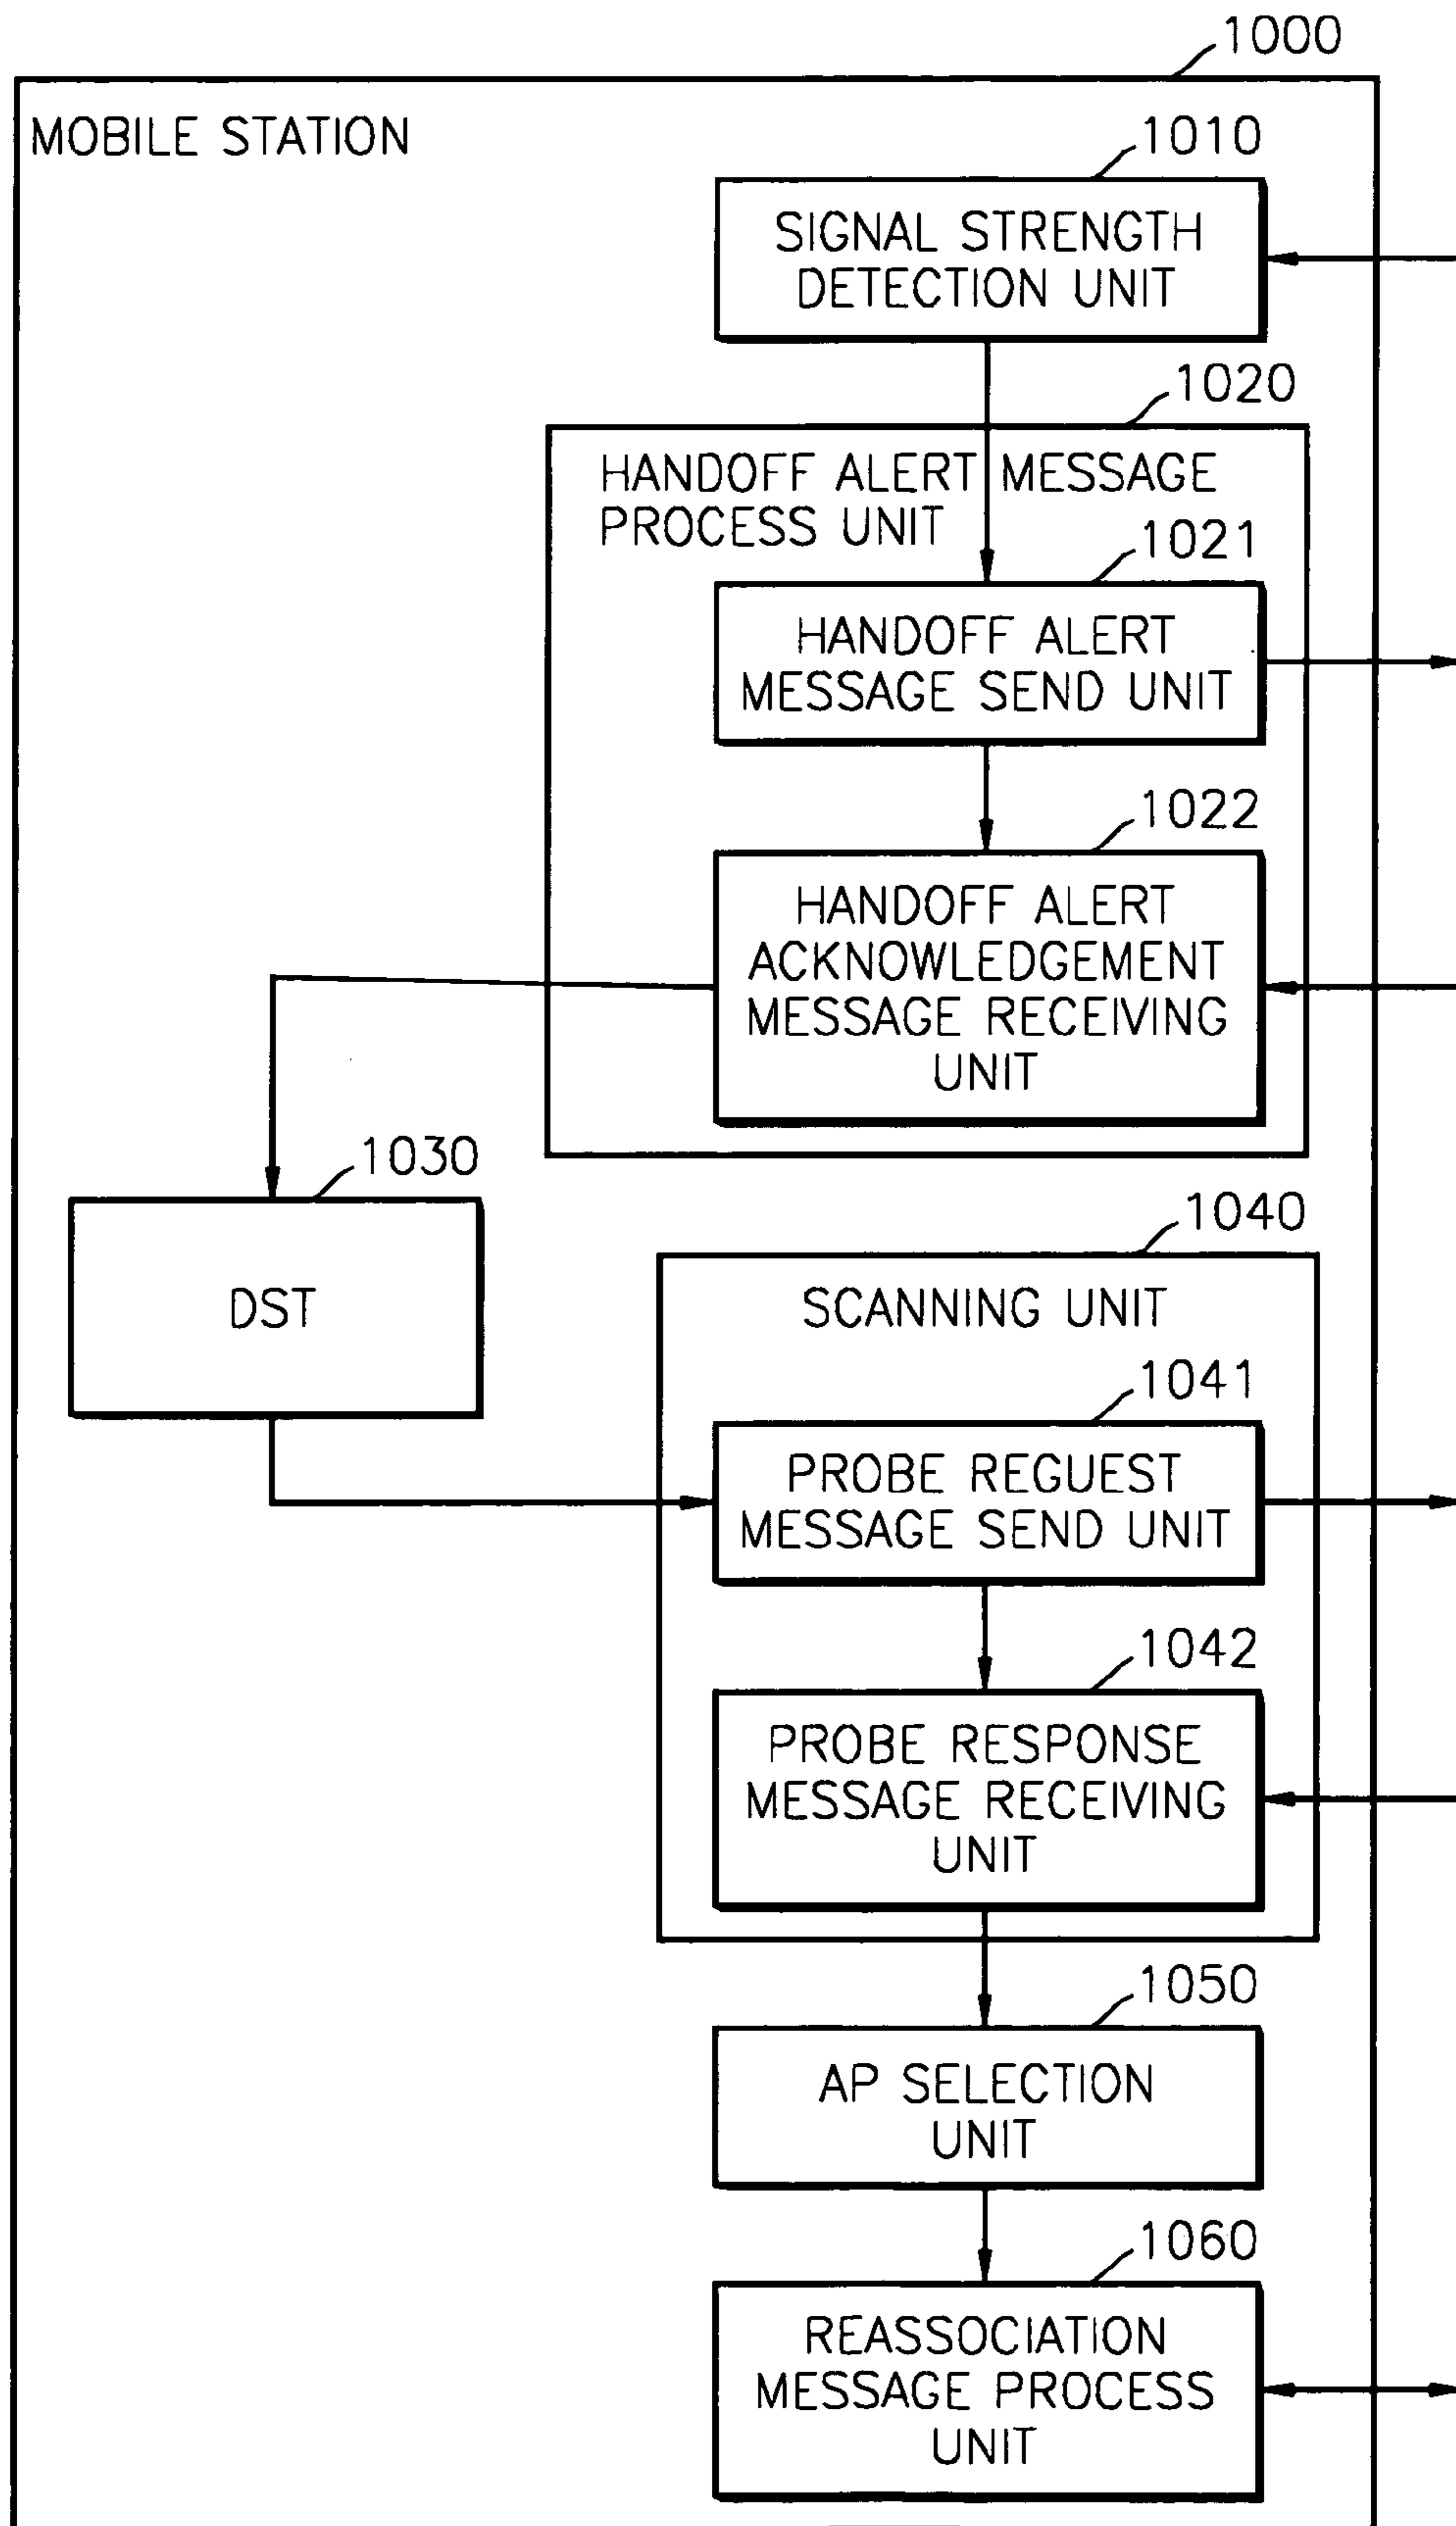 1000
MOBILE STATION
1010
SIGNAL STRENGTH
DETECTION UNIT
1020
HANDOFF ALERT MESSAGE
PROCESS UNIT
1021
HANDOFF ALERT
MESSAGE SEND UNIT
1022
HANDOFF ALERT
ACKNOWLEDGEMENT
MESSAGE RECEIVING
UNIT
1030
DST
1040
SCANNING UNIT
1041
PROBE REGUEST
MESSAGE SEND UNIT
1042
PROBE RESPONSE
MESSAGE RECEIVING
UNIT
1050
AP SELECTION
UNIT
1060
REASSOCIATION
MESSAGE PROCESS
UNIT